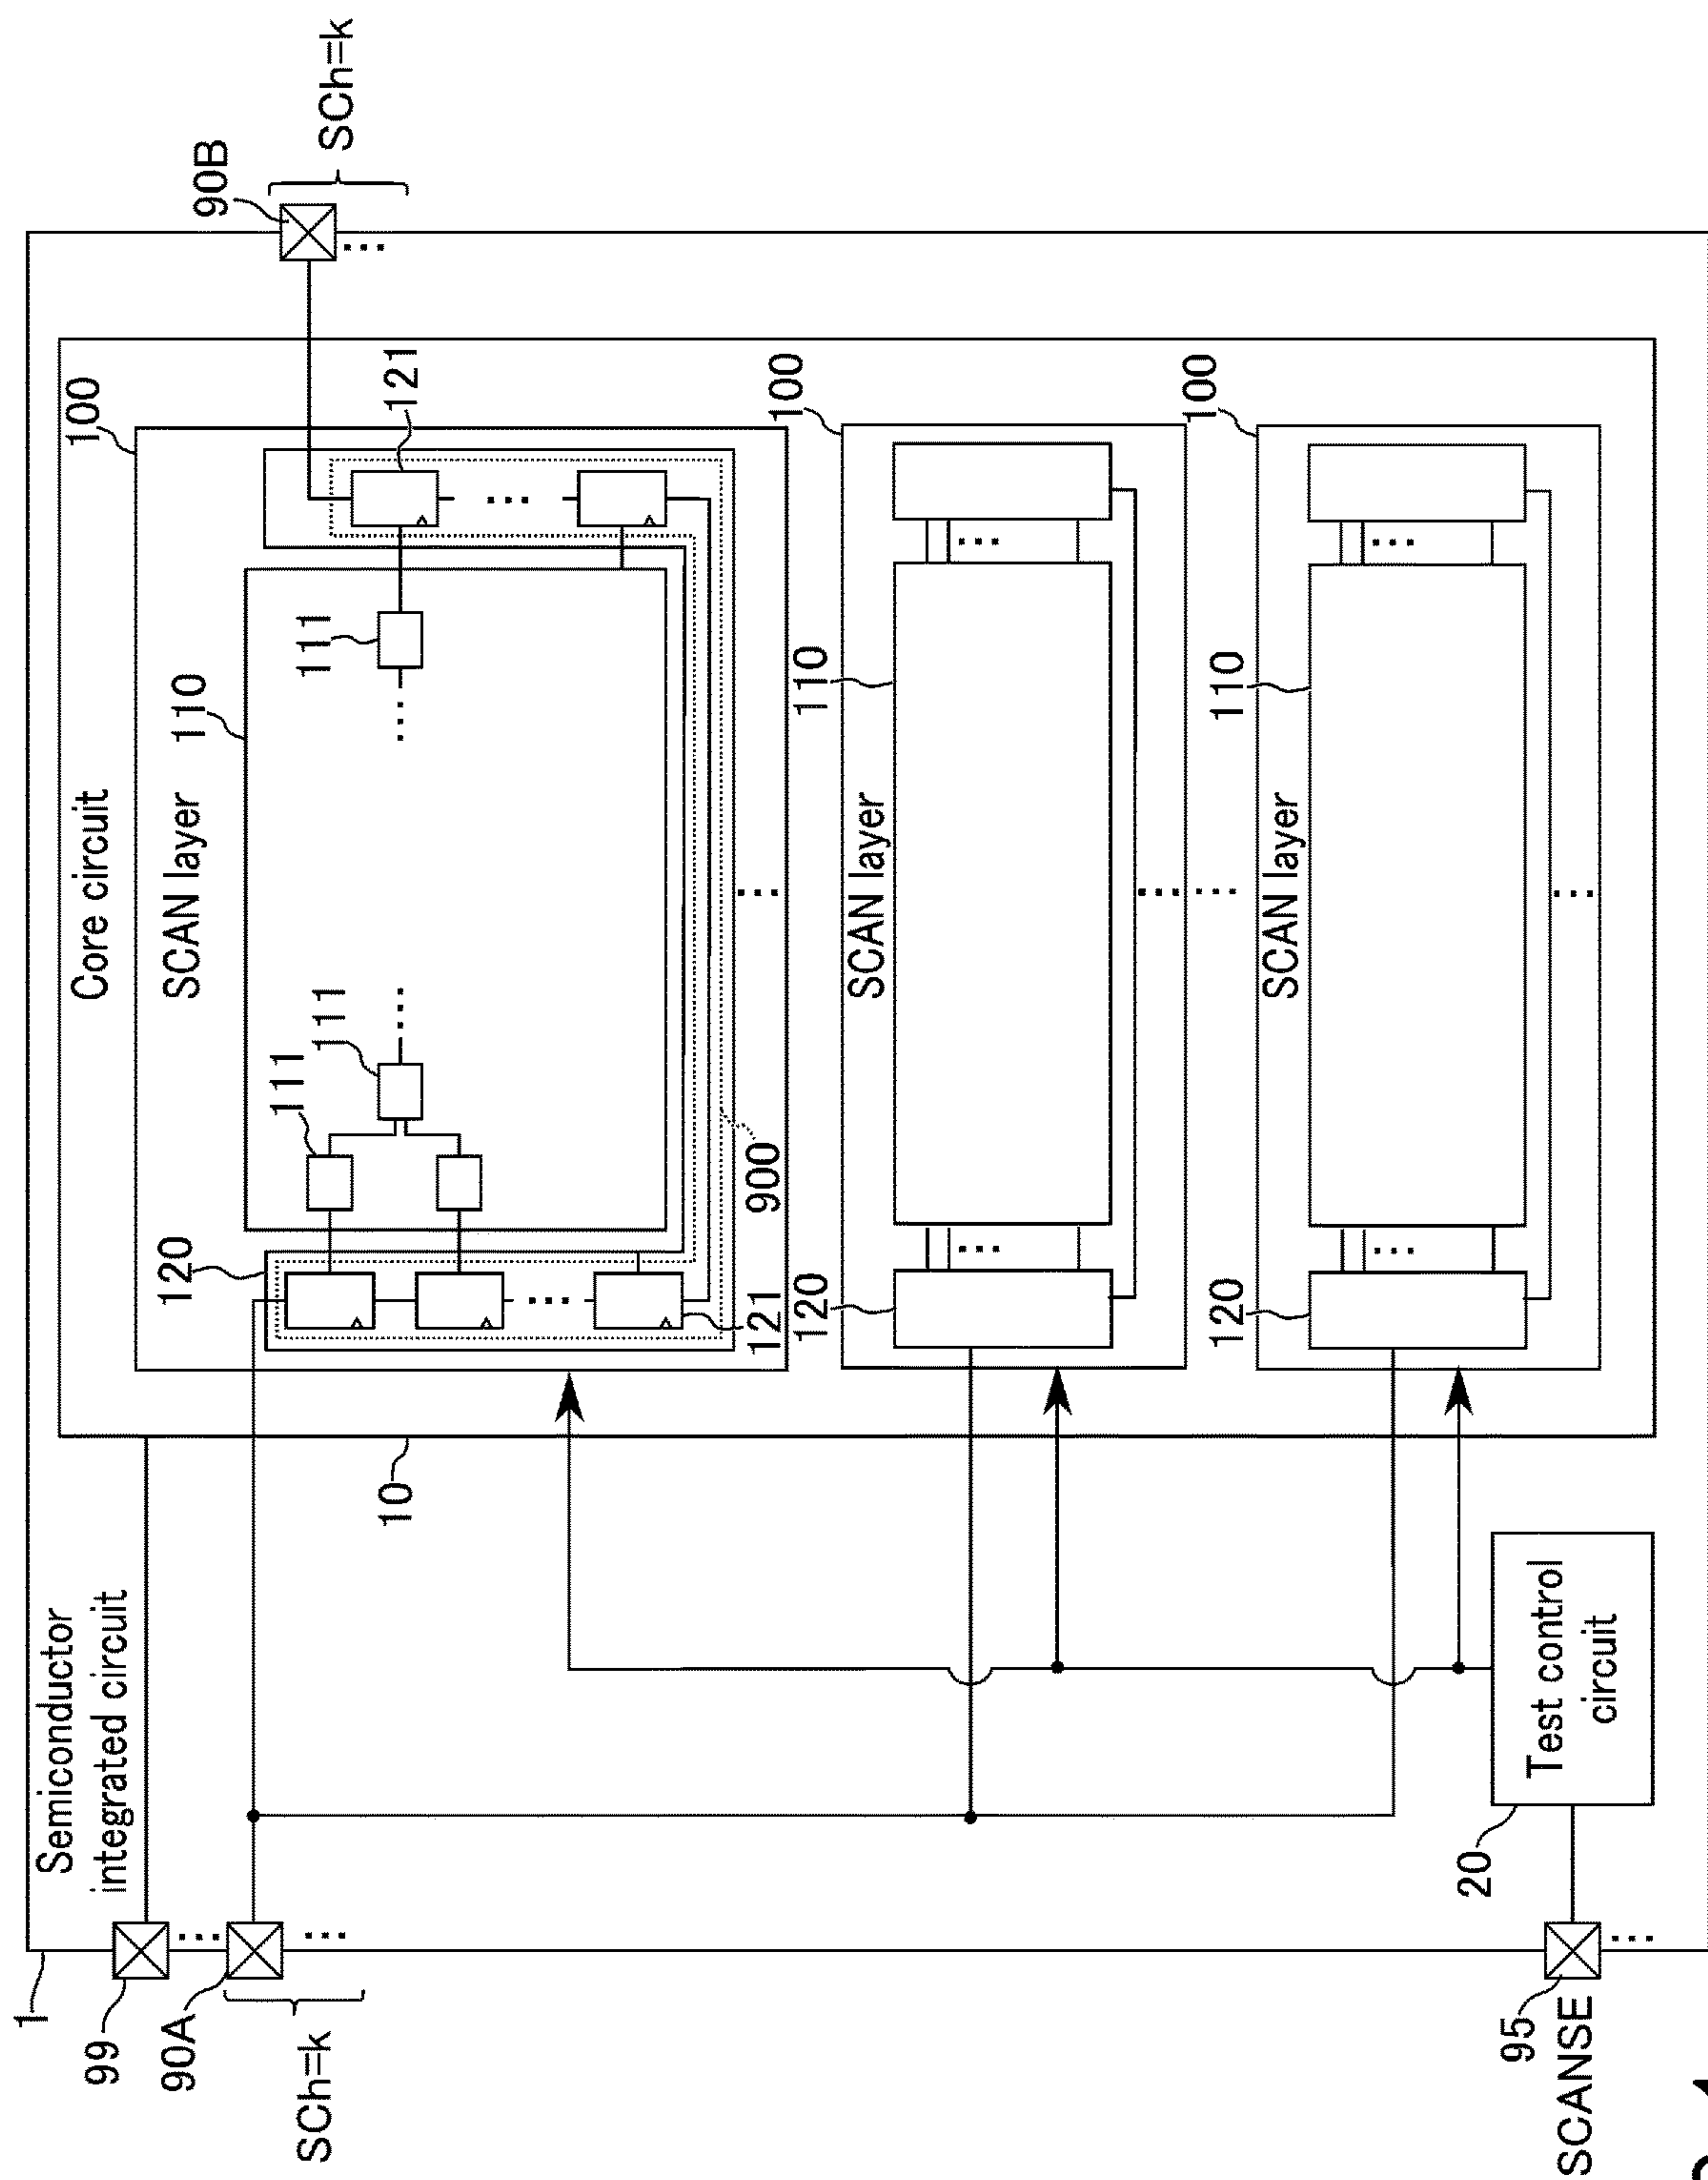 1
Semiconductor
integrated circuit
Core circuit
100
99
90A
120
SCAN layer
110
90B
111
111
111
SCh=k
SCh=k
10
121
121
900
100
120
110
SCAN layer
100
120
110
SCAN layer
20
95
SCANSE
Test control
circuit